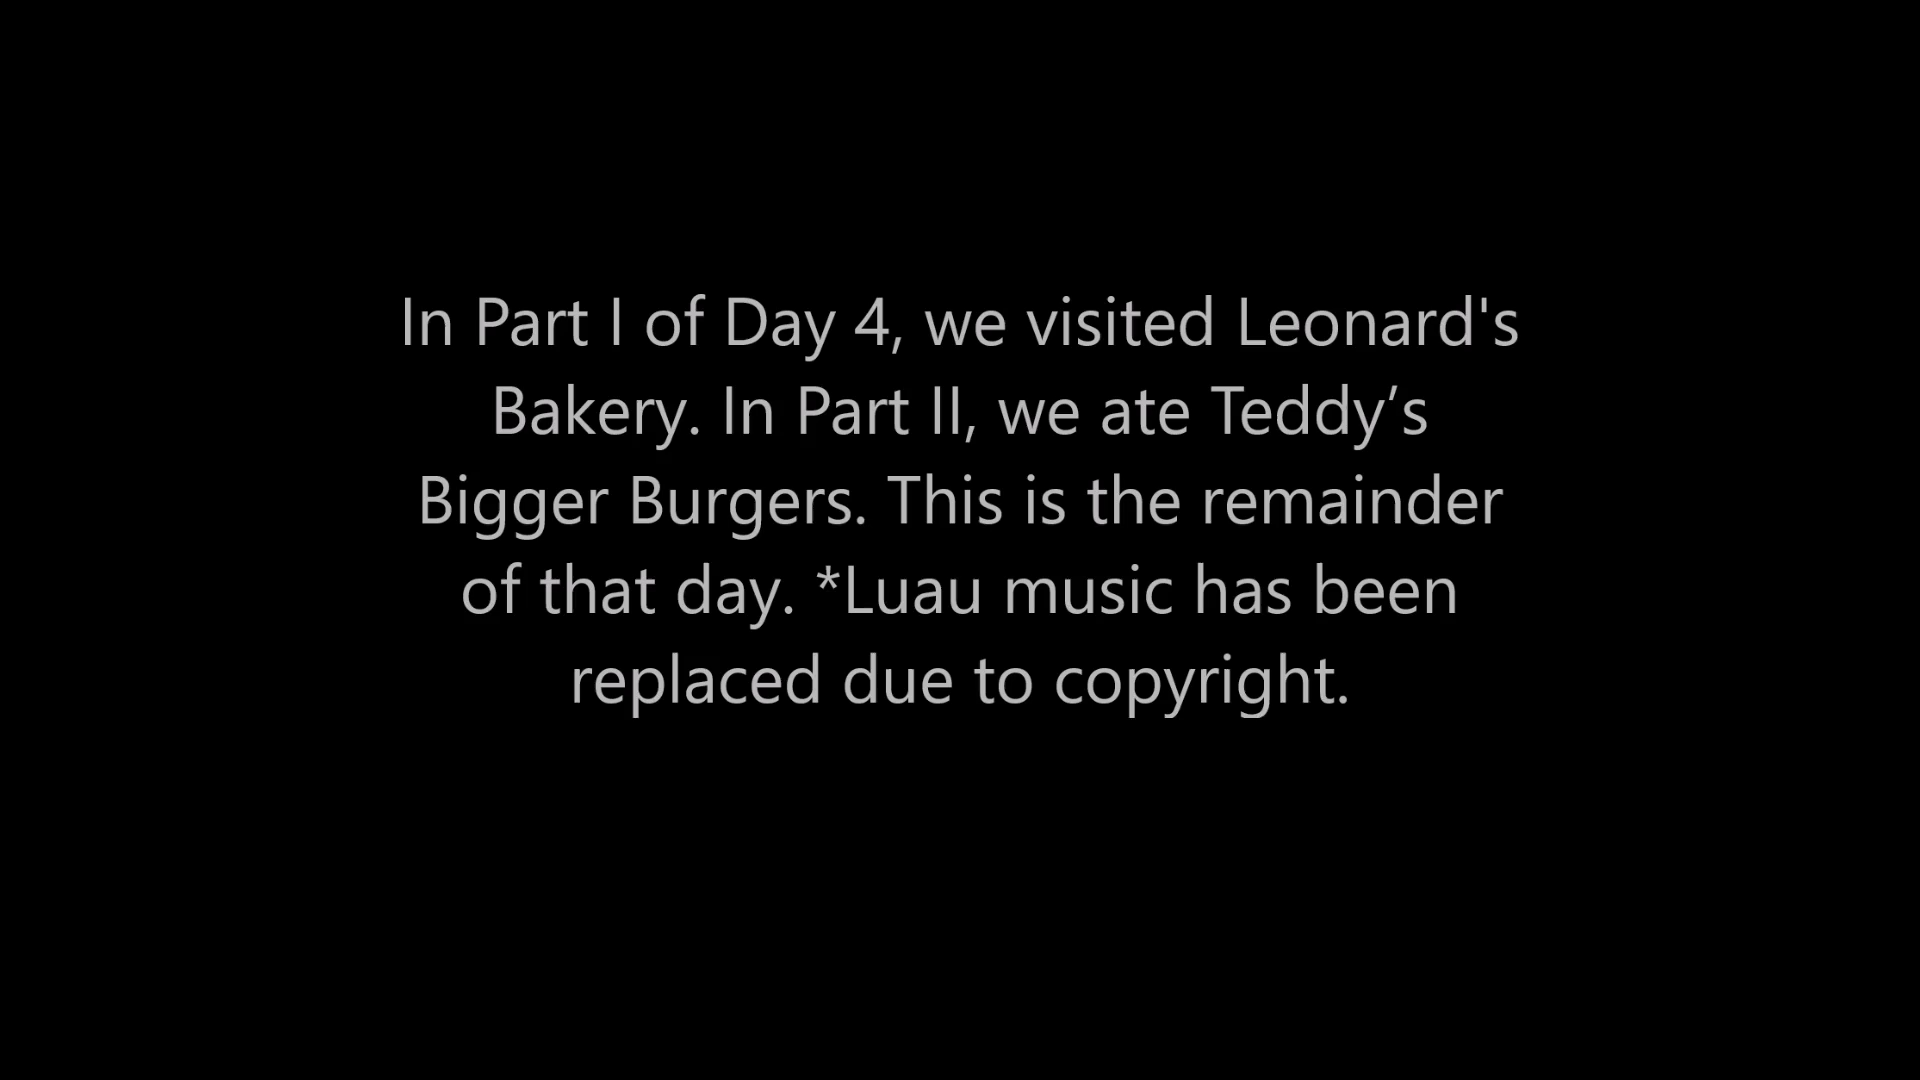 In Part I of Day 4, we visited Leonard's
Bakery. In Part II, we ate Teddy’s
Bigger Burgers. This is the remainder
of that day. *Luau music has been
replaced due to copyright.